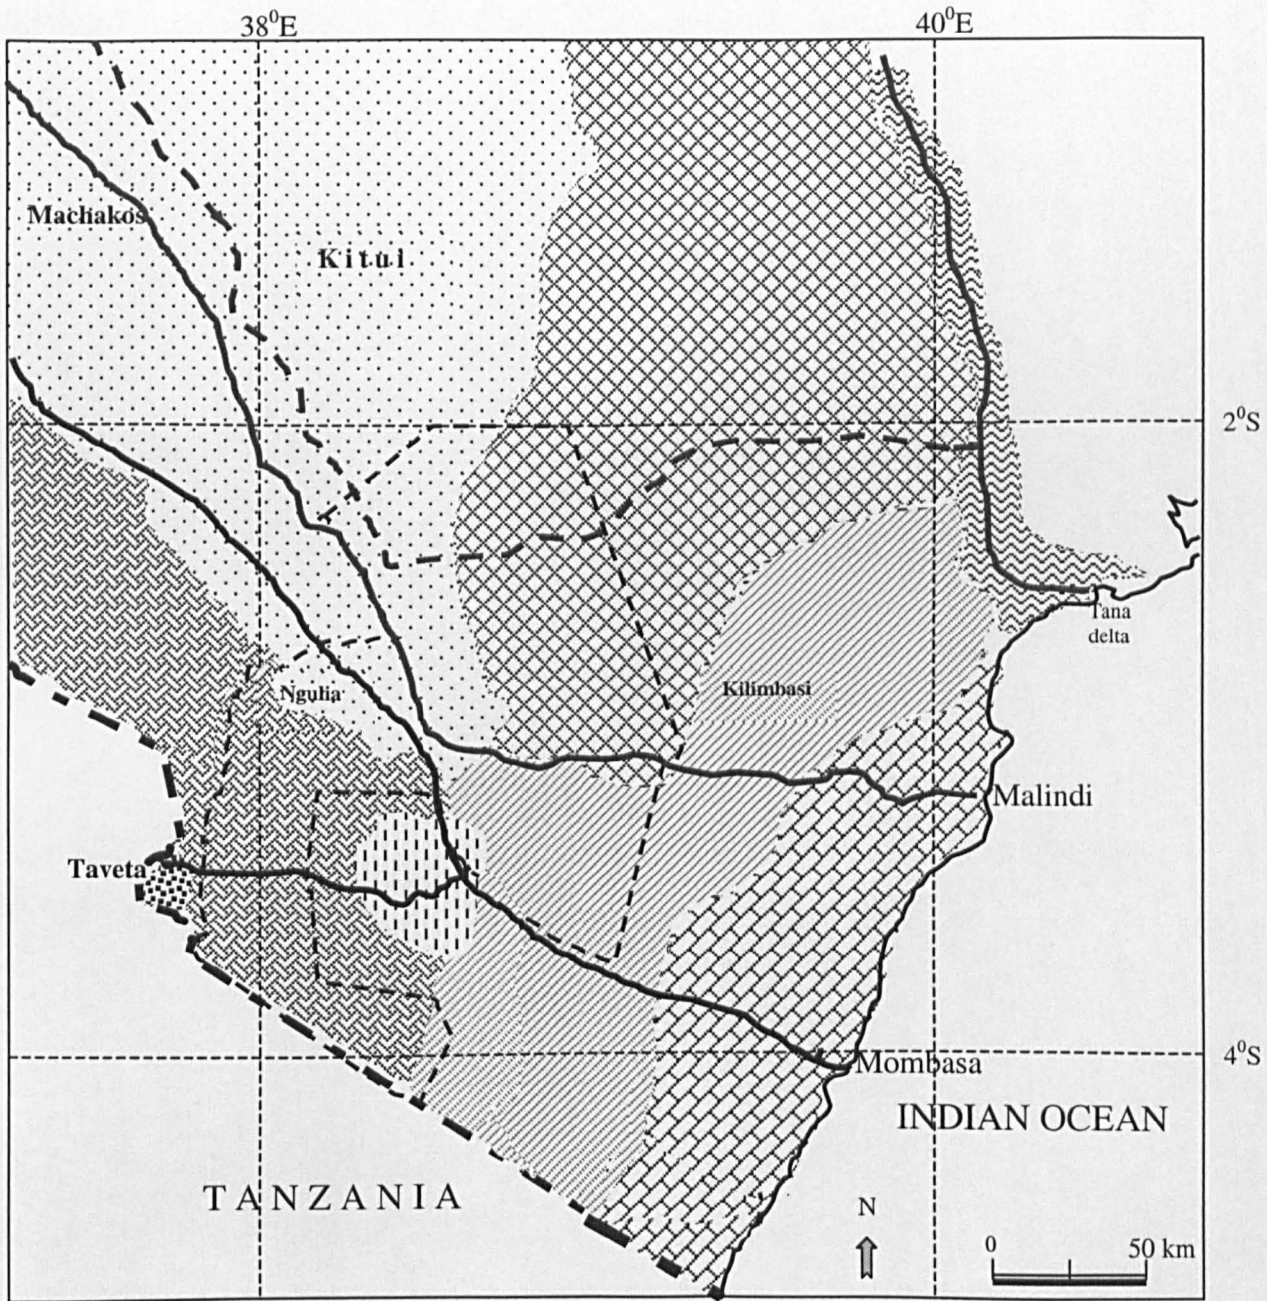 38⁰E
40⁰E
Machakos
Kitui
2⁰S
Ngulia
Kilimbasi
Tana
delta
Malindi
Taveta
4⁰S
Mombasa
INDIAN OCEAN
TANZANIA
N
0 50 km